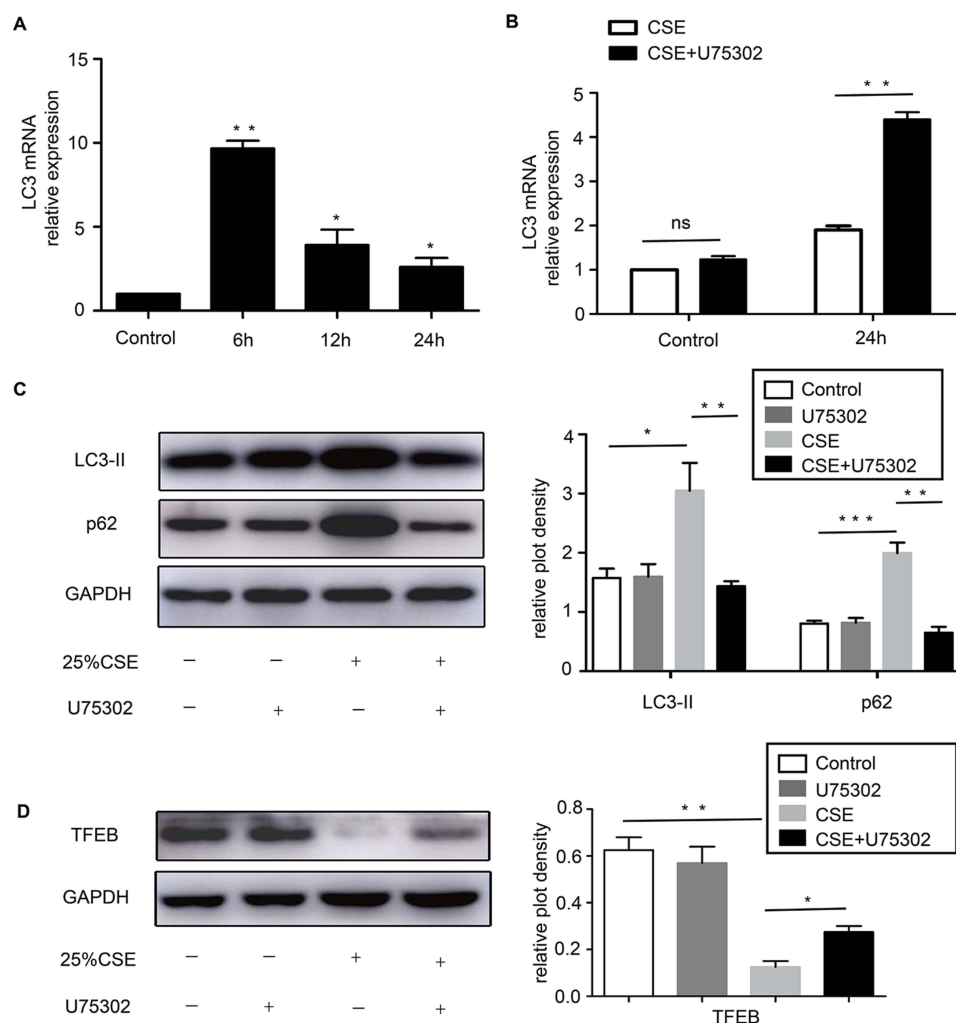 A
LC3 mRNA
relative expression
15
10
5
0
* *
*
*
Control
6h
12h
24h
B
CSE
CSE+U75302
LC3 mRNA
relative expression
5
4
3
2
1
0
ns
* *
Control
24h
C
LC3-II
p62
GAPDH
25%CSE − − + +
U75302 − + − +
Control
U75302
CSE
CSE+U75302
relative plot density
4
3
2
1
0
*
* *
* * *
* *
LC3-II
p62
D
TFEB
GAPDH
25%CSE − − + +
U75302 − + − +
Control
U75302
CSE
CSE+U75302
relative plot density
0.8
0.6
0.4
0.2
0.0
* *
*
TFEB